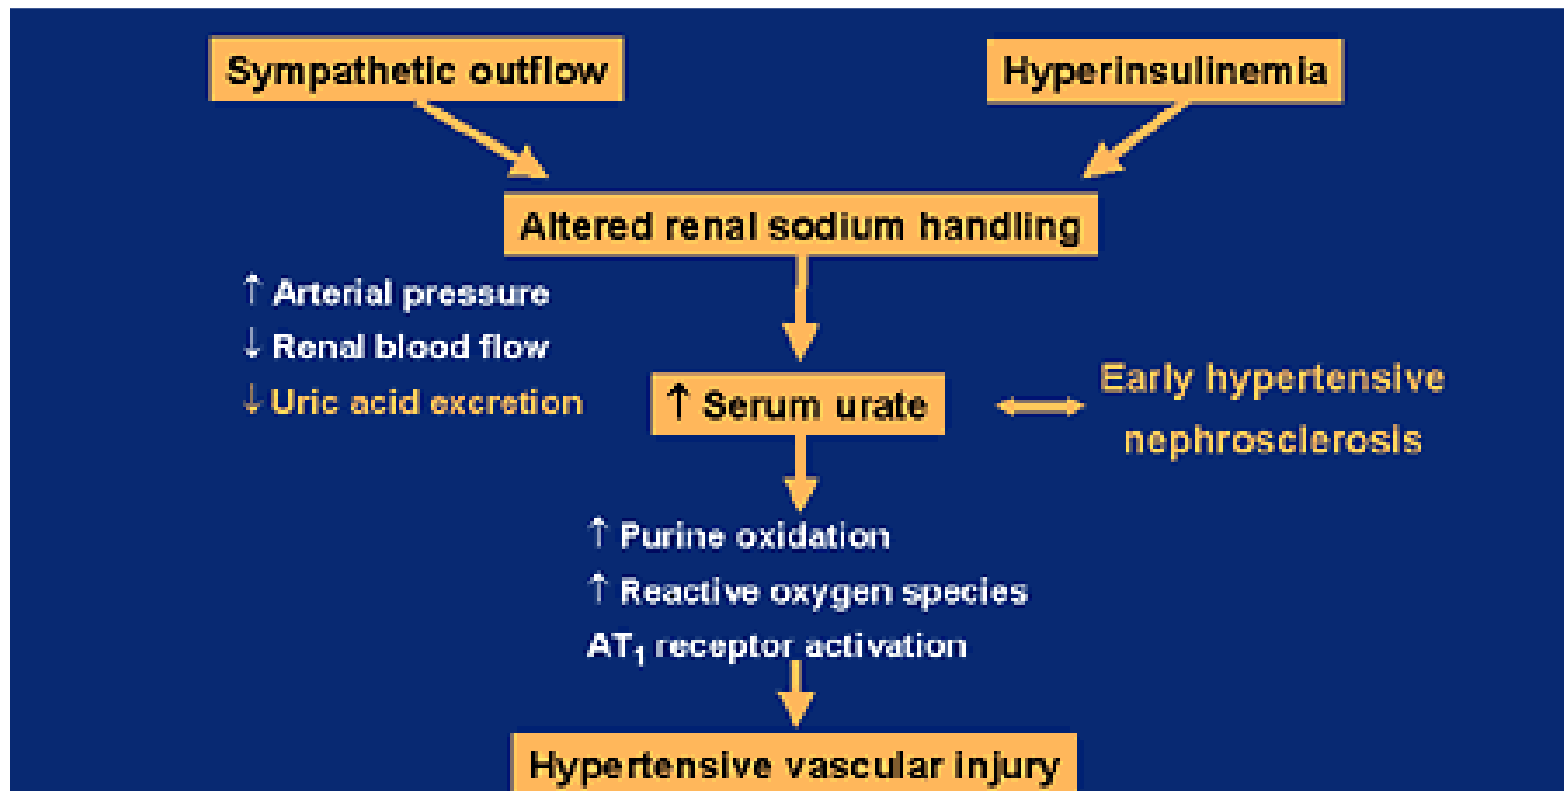 Sympathetic outflow
Hyperinsulinemia
Altered renal sodium handling
↑ Arterial pressure
↓ Renal blood flow
↓ Uric acid excretion
↑ Serum urate
Early hypertensive
nephrosclerosis
↑ Purine oxidation
↑ Reactive oxygen species
AT₁ receptor activation
Hypertensive vascular injury